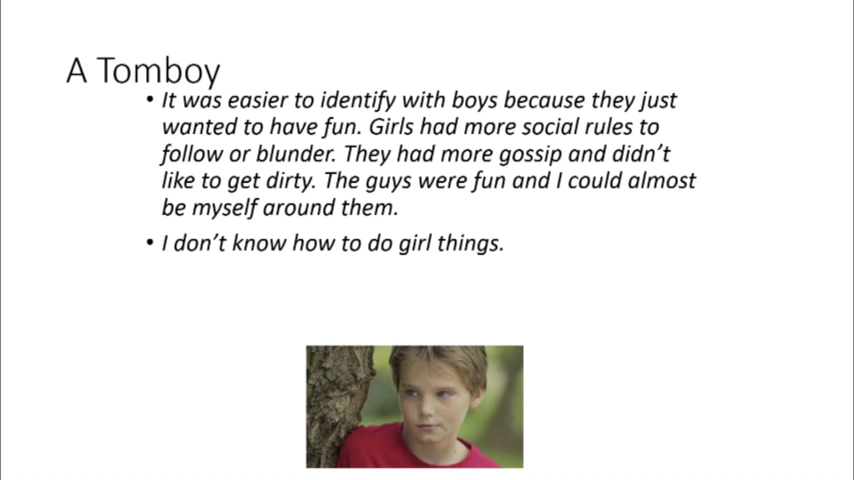 A Tomboy
• It was easier to identify with boys because they just
wanted to have fun. Girls had more social rules to
follow or blunder. They had more gossip and didn’t
like to get dirty. The guys were fun and I could almost
be myself around them.
• I don’t know how to do girl things.